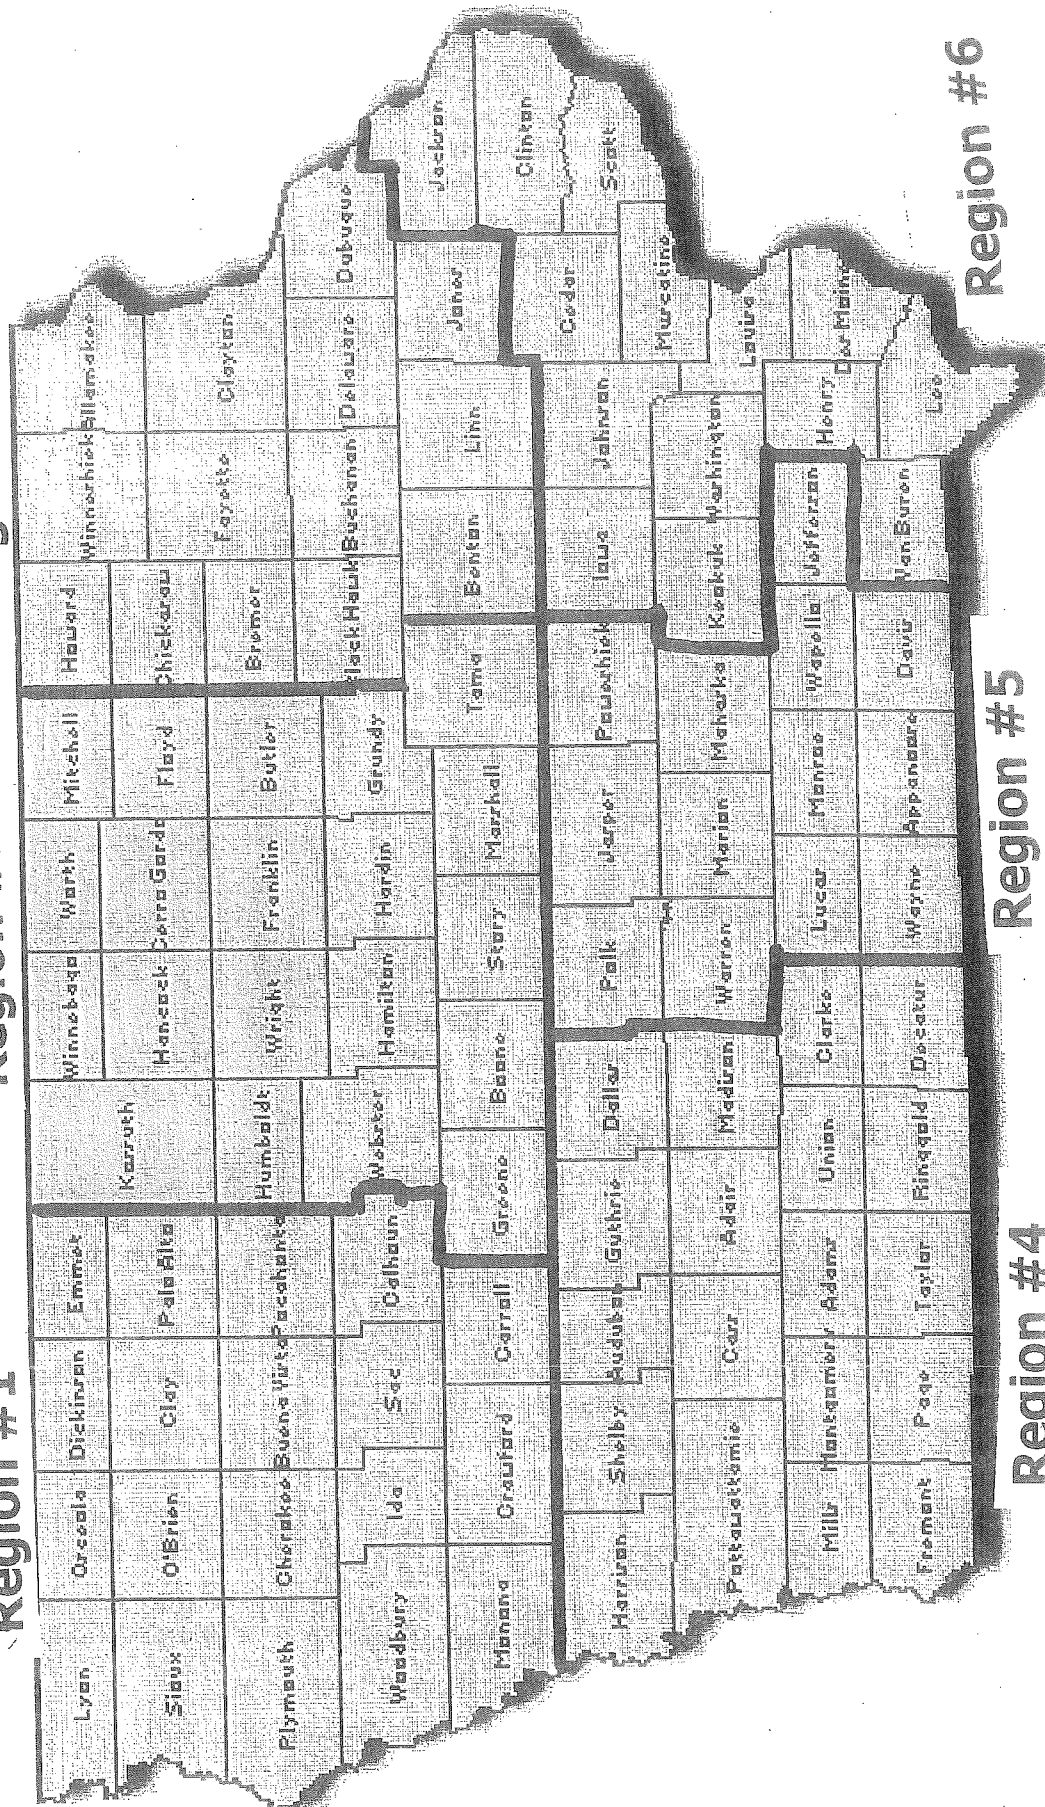 Region #1
Lyon
Osceola
Dickinson
Emmet
Winnebago
Worth
Mitchell
Howard
Winneshiek
Allamakee
Kossuth
Sioux
O'Brien
Clay
Palo Alto
Hancock
Cerro Gordo
Floyd
Chickasaw
Fayette
Clayton
Plymouth
Cherokee
Buena Vista
Pocahontas
Humboldt
Wright
Franklin
Butler
Bremer
Woodbury
Ida
Sac
Calhoun
Webster
Hamilton
Hardin
Grundy
Black Hawk
Buchanan
Delaware
Dubuque
Monona
Crawford
Carroll
Greene
Boone
Story
Marshall
Tama
Benton
Linn
Jones
Jackson
Clinton
Harrison
Shelby
Audubon
Guthrie
Dallas
Polk
Jasper
Poweshiek
Iowa
Johnson
Cedar
Scott
Muscatine
Pottawattamie
Cass
Adair
Madison
Warren
Marion
Mahaska
Keokuk
Washington
Louisa
Mills
Montgomery
Adams
Union
Clarke
Lucas
Monroe
Wapello
Jefferson
Henry
Des Moines
Fremont
Page
Taylor
Ringgold
Decatur
Wayne
Appanoose
Davis
Van Buren
Lee
Region #4
Region #5
Region #6